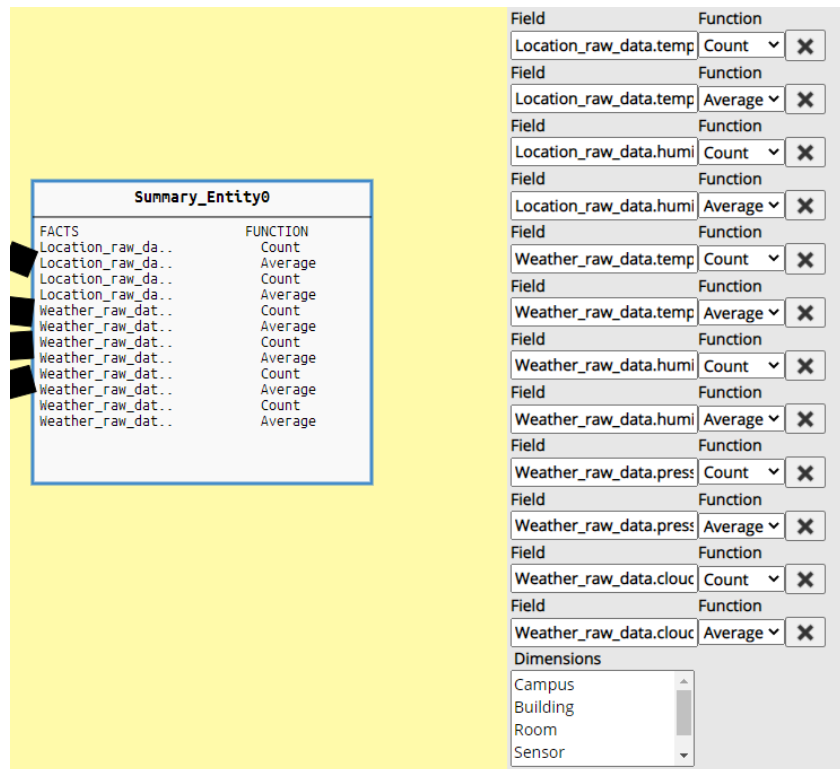 Summary_Entity0
FACTS FUNCTION
Location_raw_da.. Count
Location_raw_da.. Average
Location_raw_da.. Count
Location_raw_da.. Average
Weather_raw_dat.. Count
Weather_raw_dat.. Average
Weather_raw_dat.. Count
Weather_raw_dat.. Average
Weather_raw_dat.. Count
Weather_raw_dat.. Average
Weather_raw_dat.. Count
Weather_raw_dat.. Average
Field Function
Location_raw_data.temp Count
Field Function
Location_raw_data.temp Average
Field Function
Location_raw_data.humi Count
Field Function
Location_raw_data.humi Average
Field Function
Weather_raw_data.temp Count
Field Function
Weather_raw_data.temp Average
Field Function
Weather_raw_data.humi Count
Field Function
Weather_raw_data.humi Average
Field Function
Weather_raw_data.press Count
Field Function
Weather_raw_data.press Average
Field Function
Weather_raw_data.clouc Count
Field Function
Weather_raw_data.clouc Average
Dimensions
Campus
Building
Room
Sensor